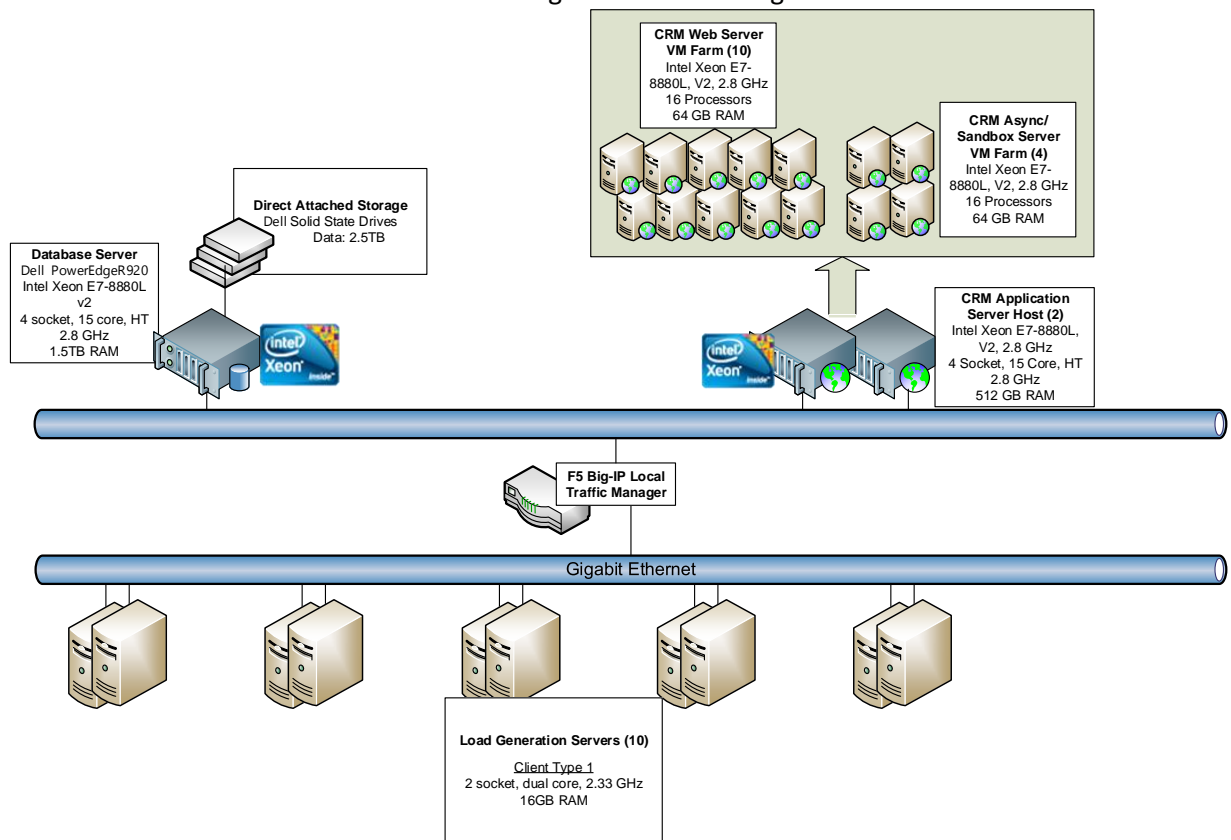 CRM Web Server
VM Farm (10)
Intel Xeon E7-
8880L, V2, 2.8 GHz
16 Processors
64 GB RAM
CRM Async/
Sandbox Server
VM Farm (4)
Intel Xeon E7-
8880L, V2, 2.8 GHz
16 Processors
64 GB RAM
Direct Attached Storage
Dell Solid State Drives
Data: 2.5TB
Database Server
Dell PowerEdgeR920
Intel Xeon E7-8880L
v2
4 socket, 15 core, HT
2.8 GHz
1.5TB RAM
intel
Xeon
inside™
intel
Xeon
inside™
CRM Application
Server Host (2)
Intel Xeon E7-8880L,
V2, 2.8 GHz
4 Socket, 15 Core, HT
2.8 GHz
512 GB RAM
F5 Big-IP Local
Traffic Manager
Gigabit Ethernet
Load Generation Servers (10)
Client Type 1
2 socket, dual core, 2.33 GHz
16GB RAM